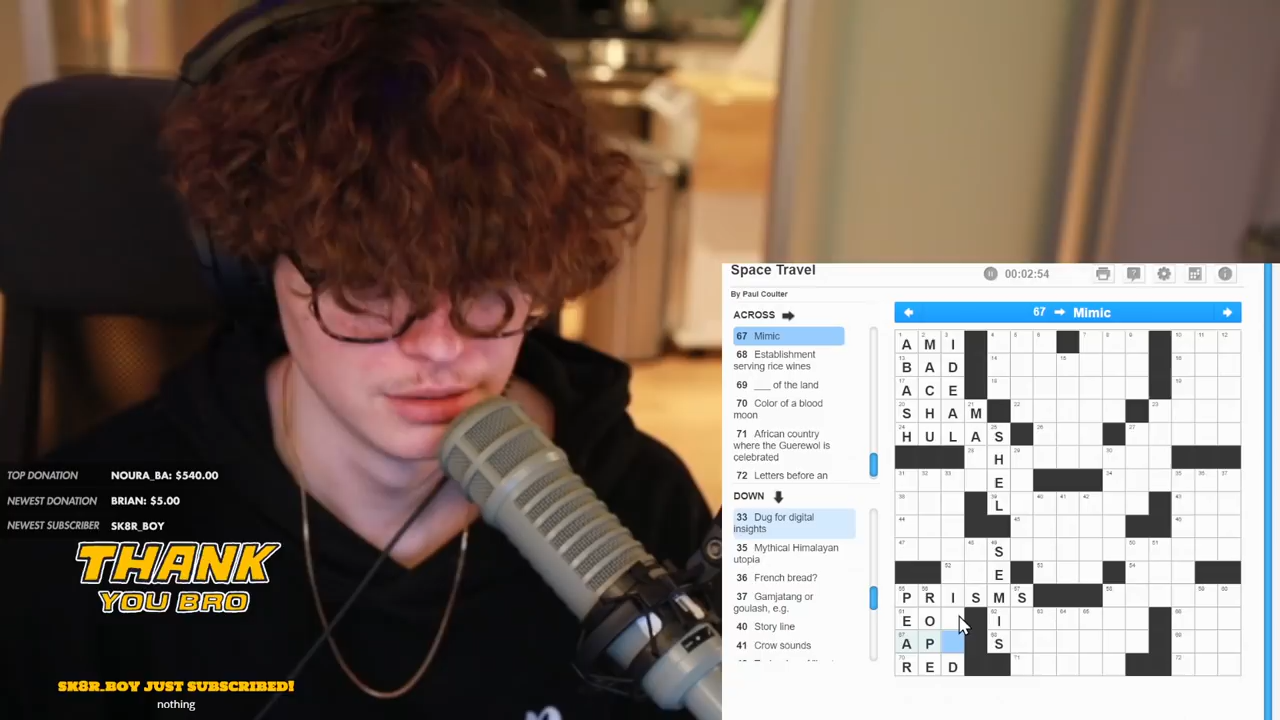 Space Travel
00:02:54
By Paul Coulter
67 Mimic
ACROSS
67 Mimic
68 Establishment
serving rice wines
69 ___ of the land
70 Color of a blood
moon
71 African country
where the Guerewol is
celebrated
72 Letters before an
DOWN
33 Dug for digital
insights
35 Mythical Himalayan
utopia
36 French bread?
37 Gamjatang or
goulash, e.g.
40 Story line
41 Crow sounds
A M I
B A D
A C E
S H A M
H U L A S
H
E
L
S
E
P R I S M S
E O I
A P S
R E D
TOP DONATION NOURA_BA: $540.00
NEWEST DONATION BRIAN: $5.00
NEWEST SUBSCRIBER SK8R_BOY
THANK
YOU BRO
SK8R_BOY JUST SUBSCRIBED!
nothing